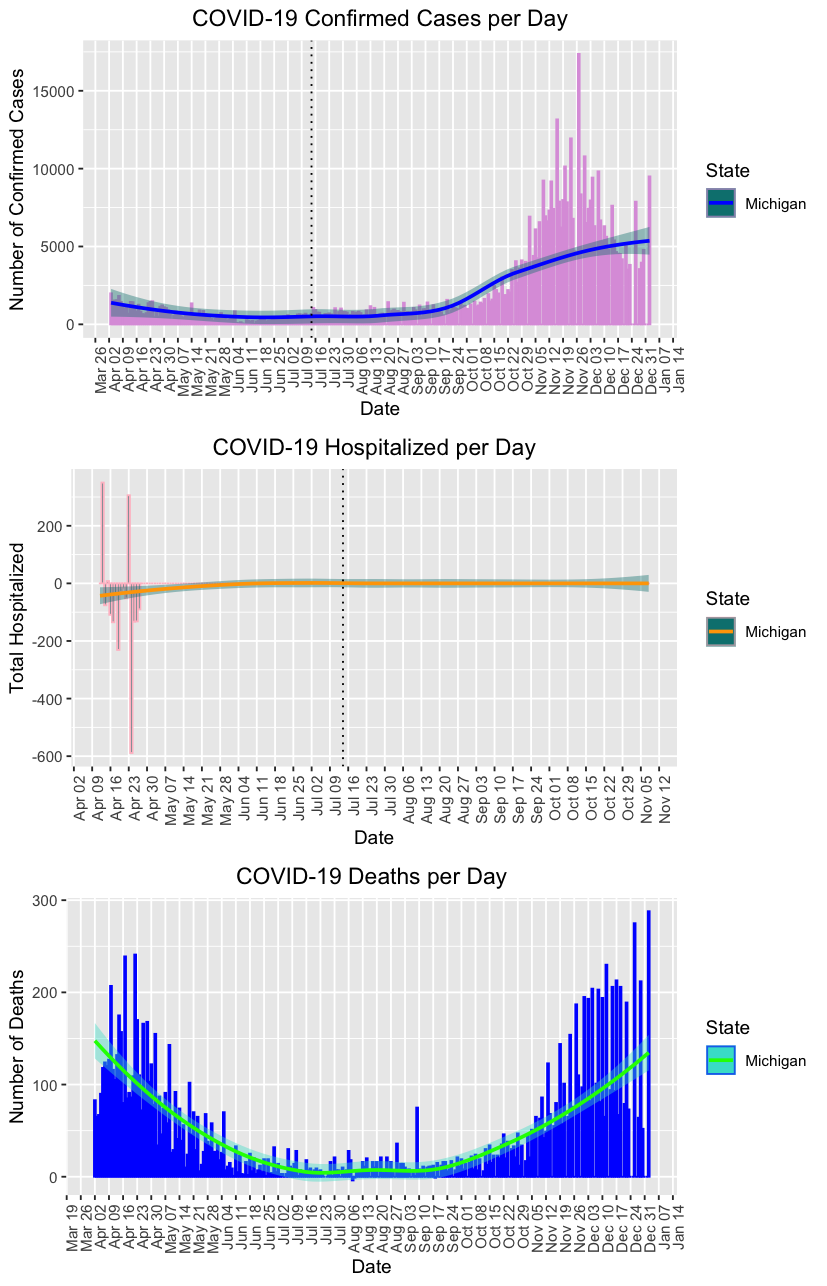 COVID-19 Confirmed Cases per Day
Number of Confirmed Cases
15000
10000
5000
0
Mar 26 Apr 02 Apr 09 Apr 16 Apr 23 Apr 30 May 07 May 14 May 21 May 28 Jun 04 Jun 11 Jun 18 Jun 25 Jul 02 Jul 09 Jul 16 Jul 23 Jul 30 Aug 06 Aug 13 Aug 20 Aug 27 Sep 03 Sep 10 Sep 17 Sep 24 Oct 01 Oct 08 Oct 15 Oct 22 Oct 29 Nov 05 Nov 12 Nov 19 Nov 26 Dec 03 Dec 10 Dec 17 Dec 24 Dec 31 Jan 07 Jan 14
Date
State
Michigan
COVID-19 Hospitalized per Day
Total Hospitalized
200
0
-200
-400
-600
Apr 02 Apr 09 Apr 16 Apr 23 Apr 30 May 07 May 14 May 21 May 28 Jun 04 Jun 11 Jun 18 Jun 25 Jul 02 Jul 09 Jul 16 Jul 23 Jul 30 Aug 06 Aug 13 Aug 20 Aug 27 Sep 03 Sep 10 Sep 17 Sep 24 Oct 01 Oct 08 Oct 15 Oct 22 Oct 29 Nov 05 Nov 12
Date
State
Michigan
COVID-19 Deaths per Day
Number of Deaths
300
200
100
0
Mar 19 Mar 26 Apr 02 Apr 09 Apr 16 Apr 23 Apr 30 May 07 May 14 May 21 May 28 Jun 04 Jun 11 Jun 18 Jun 25 Jul 02 Jul 09 Jul 16 Jul 23 Jul 30 Aug 06 Aug 13 Aug 20 Aug 27 Sep 03 Sep 10 Sep 17 Sep 24 Oct 01 Oct 08 Oct 15 Oct 22 Oct 29 Nov 05 Nov 12 Nov 19 Nov 26 Dec 03 Dec 10 Dec 17 Dec 24 Dec 31 Jan 07 Jan 14
Date
State
Michigan